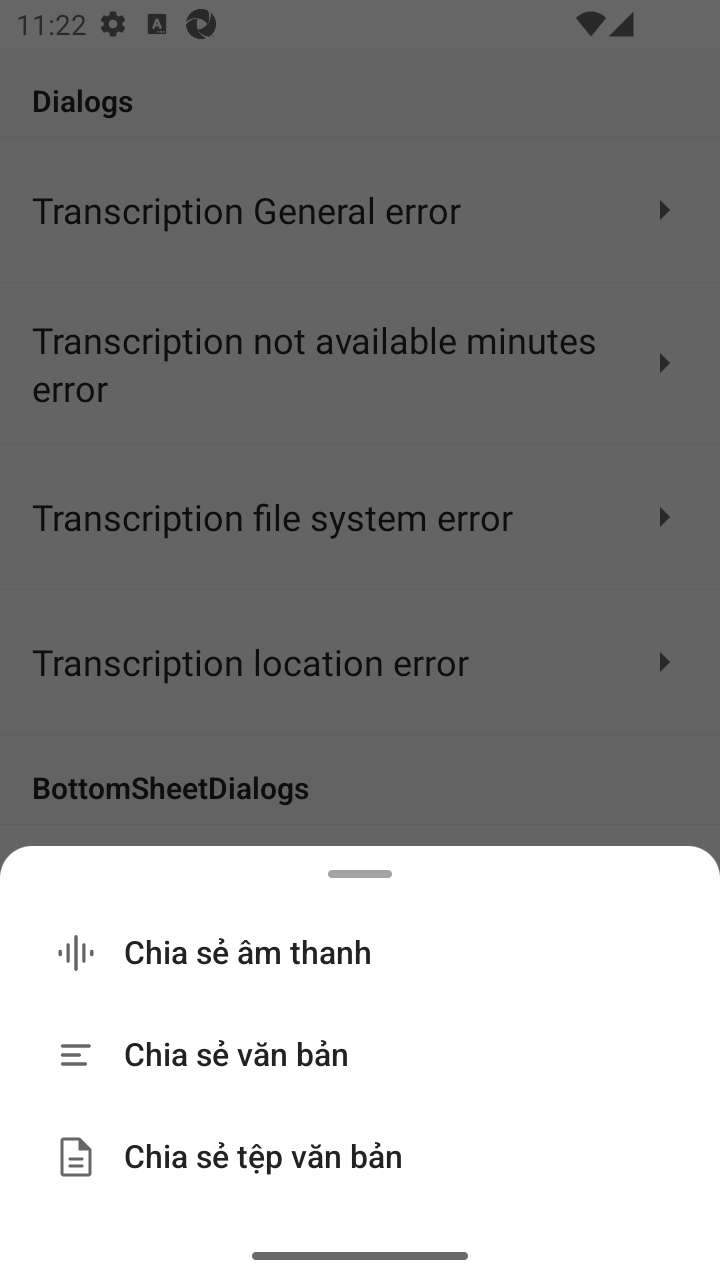 11:22
Dialogs
Transcription General error
Transcription not available minutes
error
Transcription file system error
Transcription location error
BottomSheetDialogs
Chia sẻ âm thanh
Chia sẻ văn bản
Chia sẻ tệp văn bản